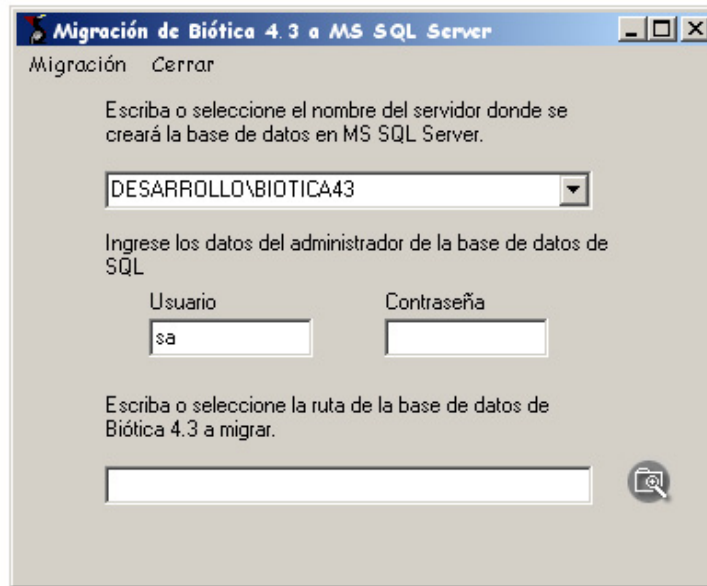 Migración de Biótica 4.3 a MS SQL Server
Migración Cerrar
Escriba o seleccione el nombre del servidor donde se
creará la base de datos en MS SQL Server.
DESARROLLO\BIOTICA43
Ingrese los datos del administrador de la base de datos de
SQL
Usuario Contraseña
sa
Escriba o seleccione la ruta de la base de datos de
Biótica 4.3 a migrar.